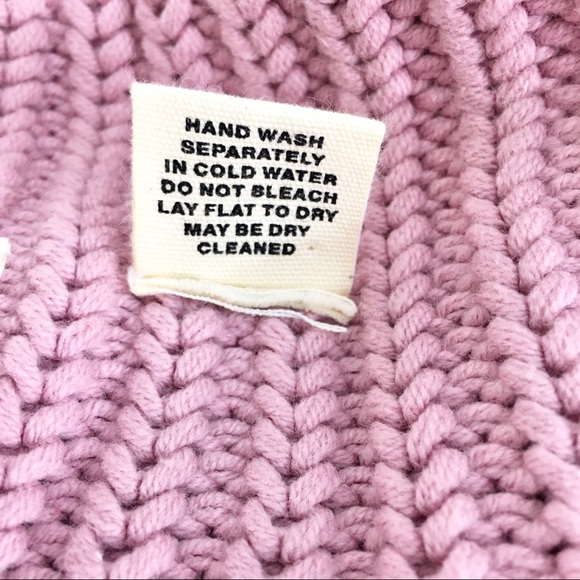 HAND WASH
SEPARATELY
IN COLD WATER
DO NOT BLEACH
LAY FLAT TO DRY
MAY BE DRY
CLEANED